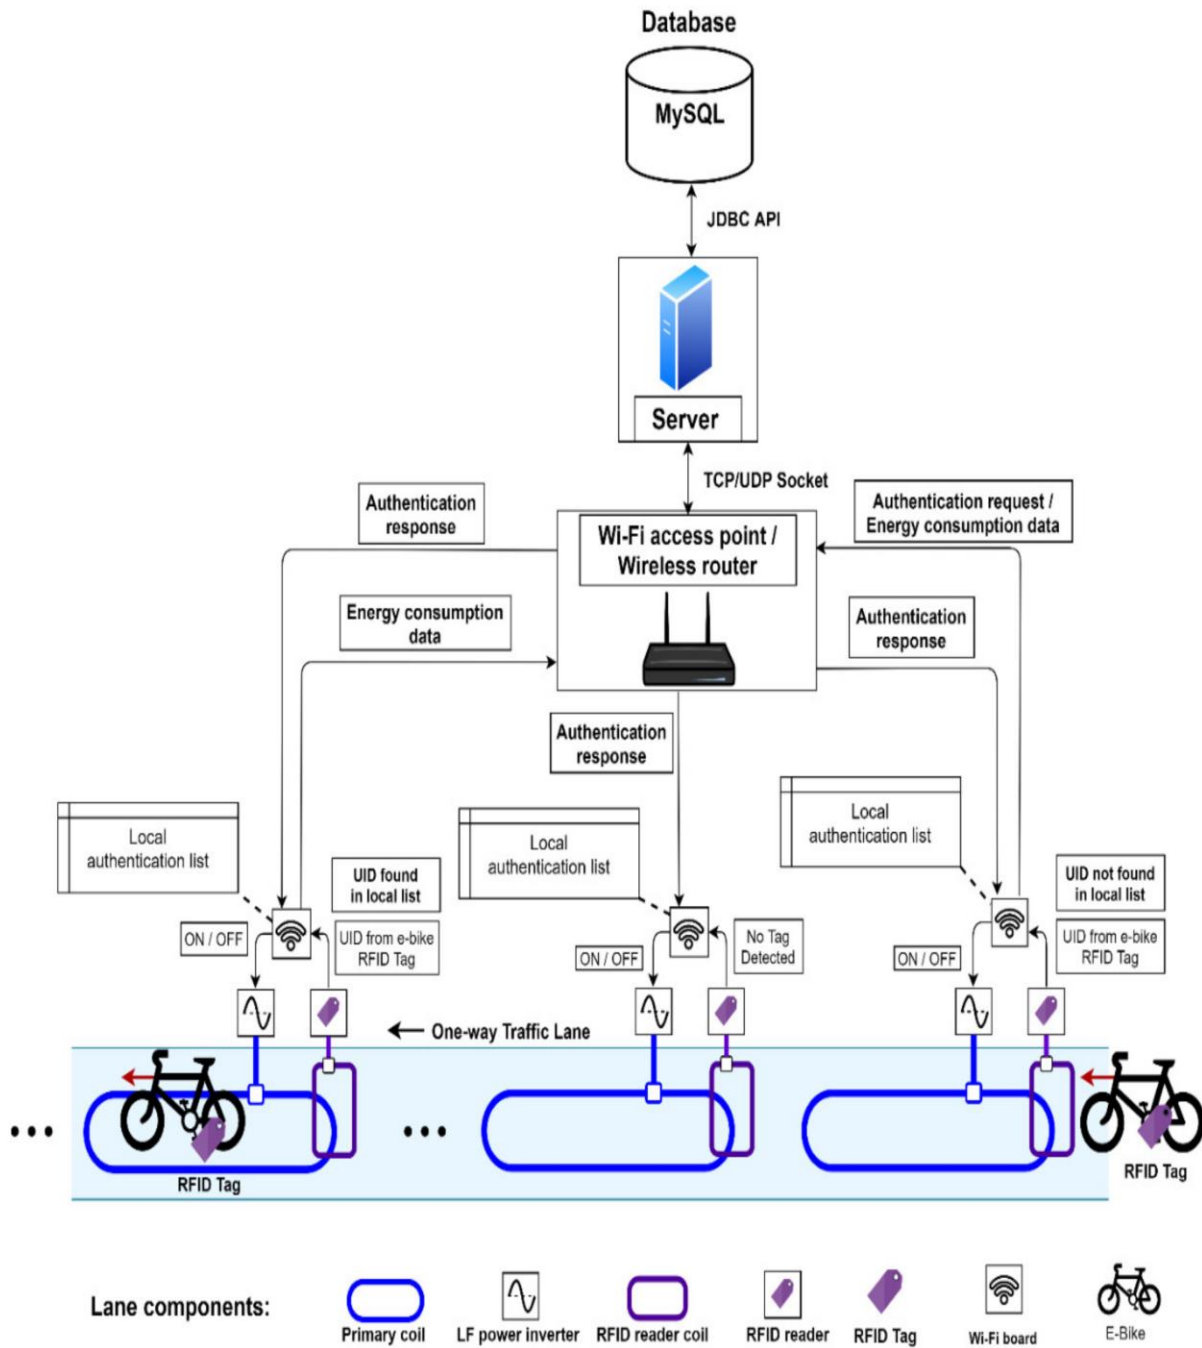 Database
MySQL
JDBC API
Server
TCP/UDP Socket
Authentication
response
Authentication request /
Energy consumption data
Wi-Fi access point /
Wireless router
Energy consumption
data
Authentication
response
Authentication
response
Local
authentication list
Local
authentication list
Local
authentication list
UID found
in local list
UID not found
in local list
ON / OFF
UID from e-bike
RFID Tag
ON / OFF
No Tag
Detected
ON / OFF
UID from e-bike
RFID Tag
One-way Traffic Lane
RFID Tag
RFID Tag
Lane components:
Primary coil
LF power inverter
RFID reader coil
RFID reader
RFID Tag
Wi-Fi board
E-Bike